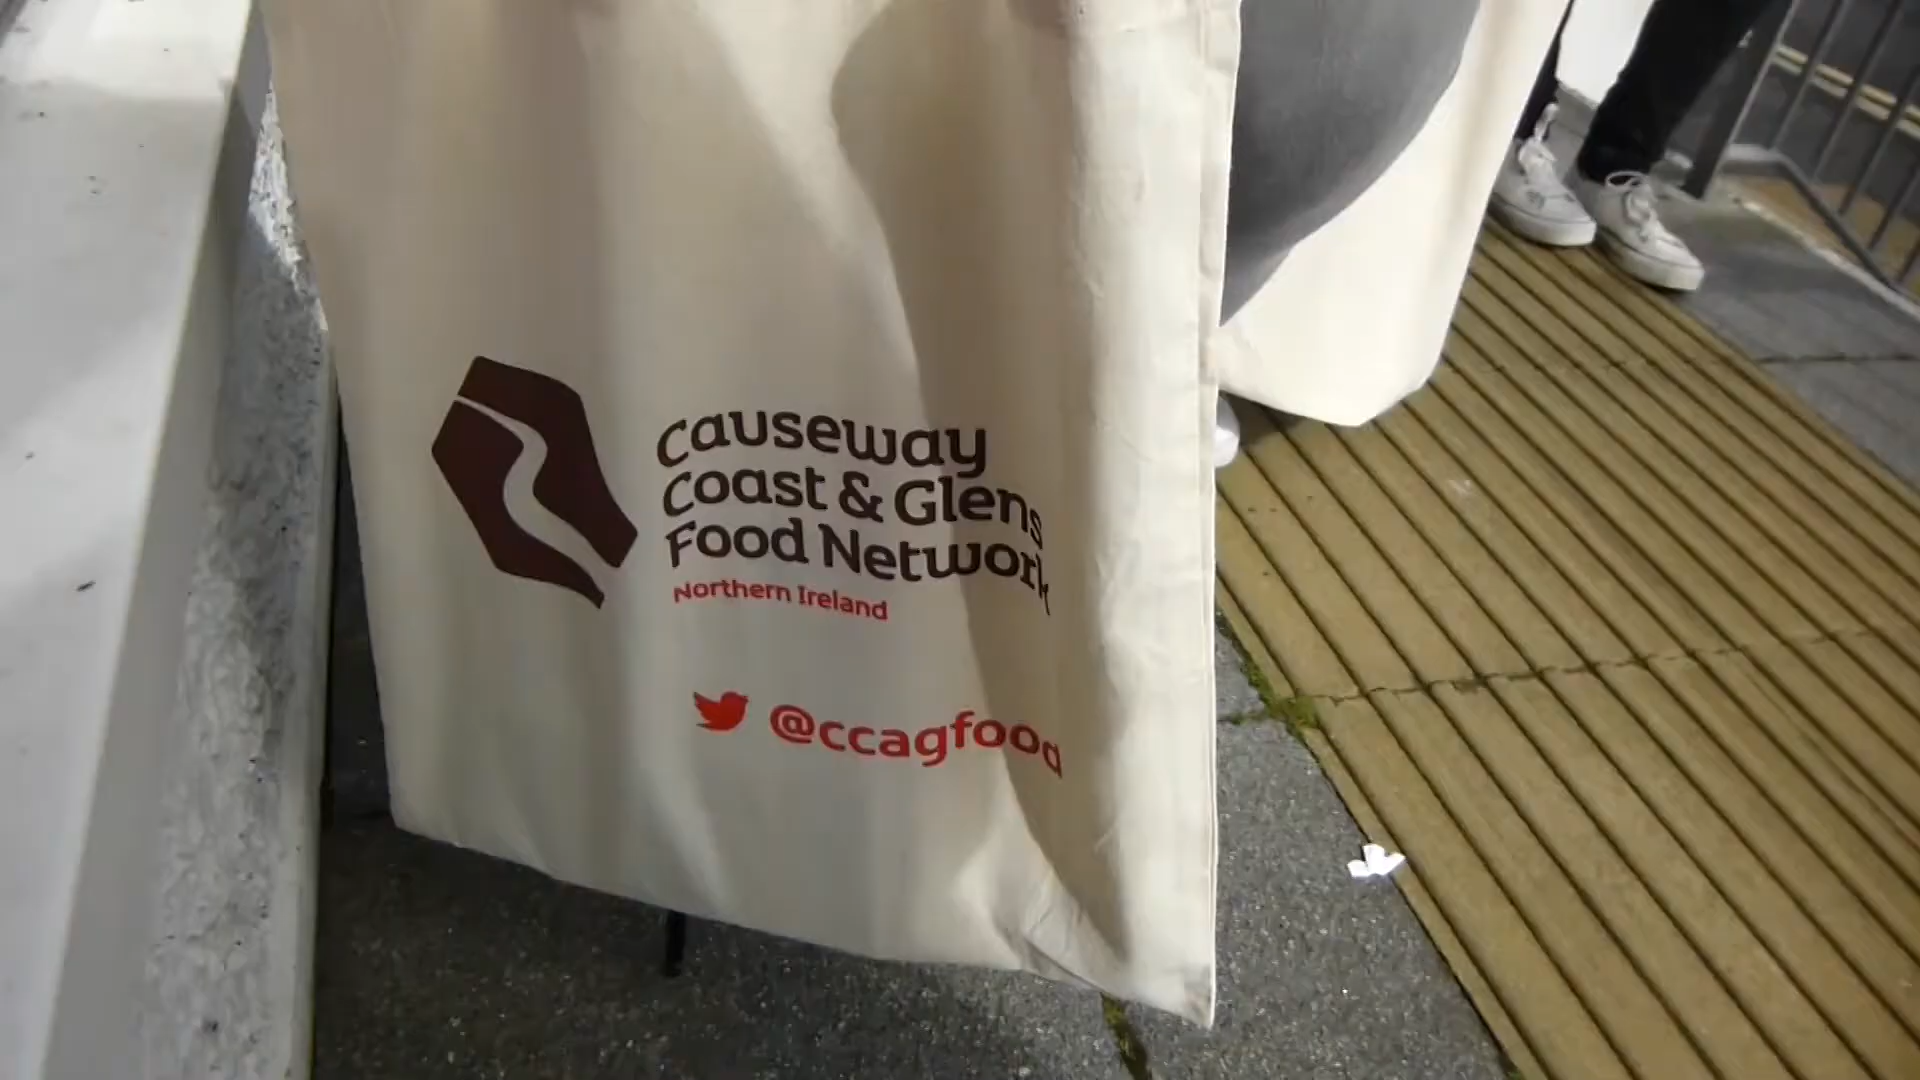 Causeway
Coast & Glens
Food Network
Northern Ireland
@ccagfood